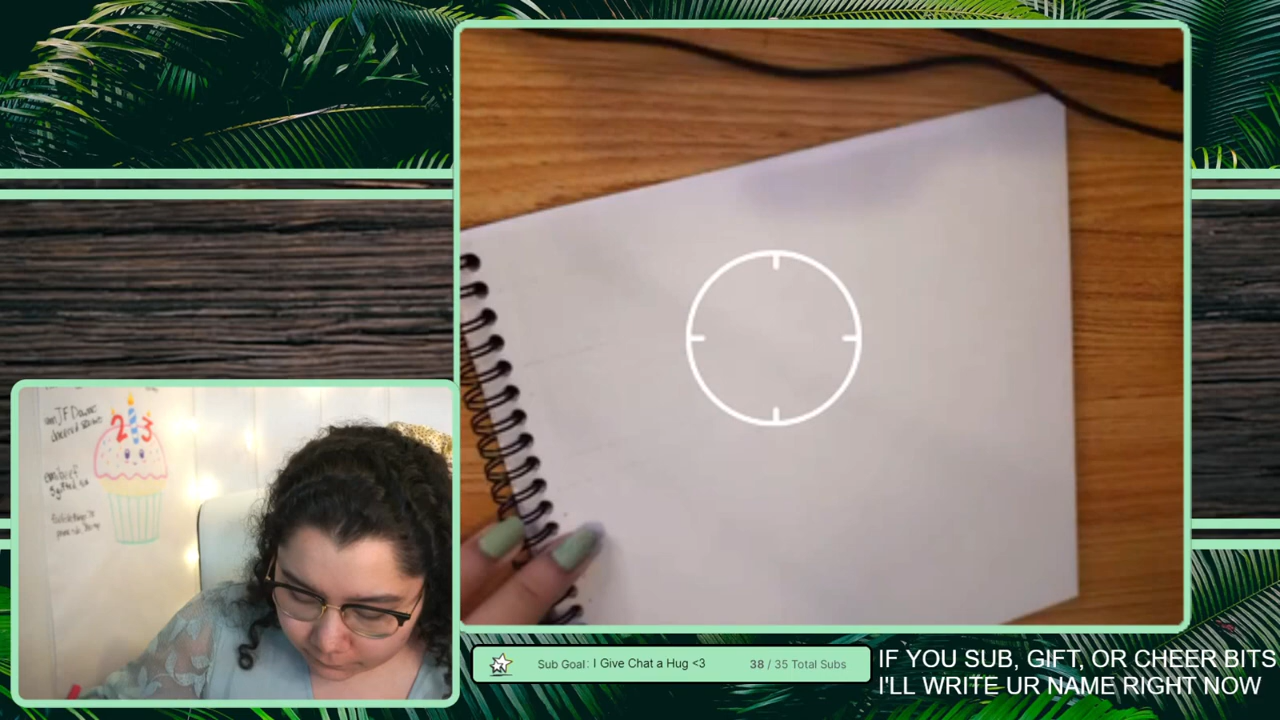 23
Sub Goal: I Give Chat a Hug <3 38 / 35 Total Subs
IF YOU SUB, GIFT, OR CHEER BITS
I'LL WRITE UR NAME RIGHT NOW